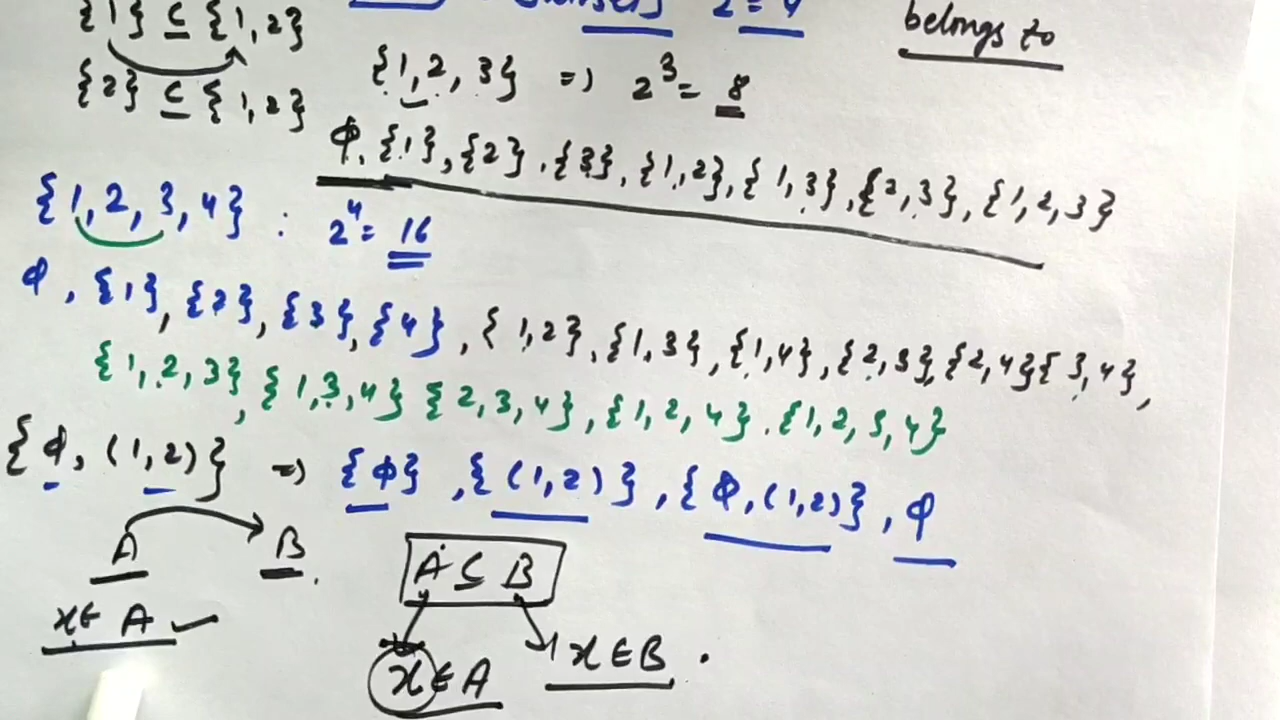 {1} ⊆ {1,2}
2 = 4
belongs to
{2} ⊆ {1,2}
{1,2,3} => 2³= 8
Φ, {1}, {2}, {3}, {1,2}, {1,3}, {2,3}, {1,2,3}
{1,2,3,4} : 2⁴= 16
Φ, {1}, {2}, {3}, {4}, {1,2}, {1,3}, {1,4}, {2,3}, {2,4} {3,4},
{1,2,3}, {1,3,4} {2,3,4}, {1,2,4}, {1,2,3,4}
{Φ, (1,2)} => {Φ}, {(1,2)}, {Φ,(1,2)}, Φ
A B.
A ⊆ B
x∈ A ✓
x∈A x∈B.